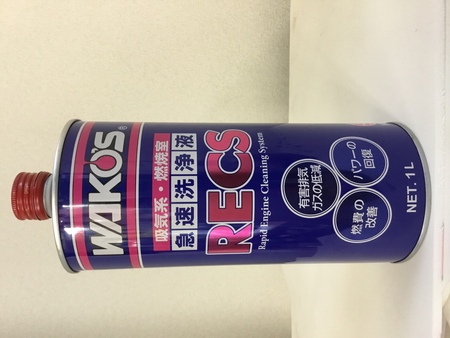 WAKO'S®
吸気系・燃焼室
急速洗浄液
RECS
Rapid Engine Cleaning System
有害排気
ガスの低減
パワーの
回復
燃費の
改善
NET. 1L